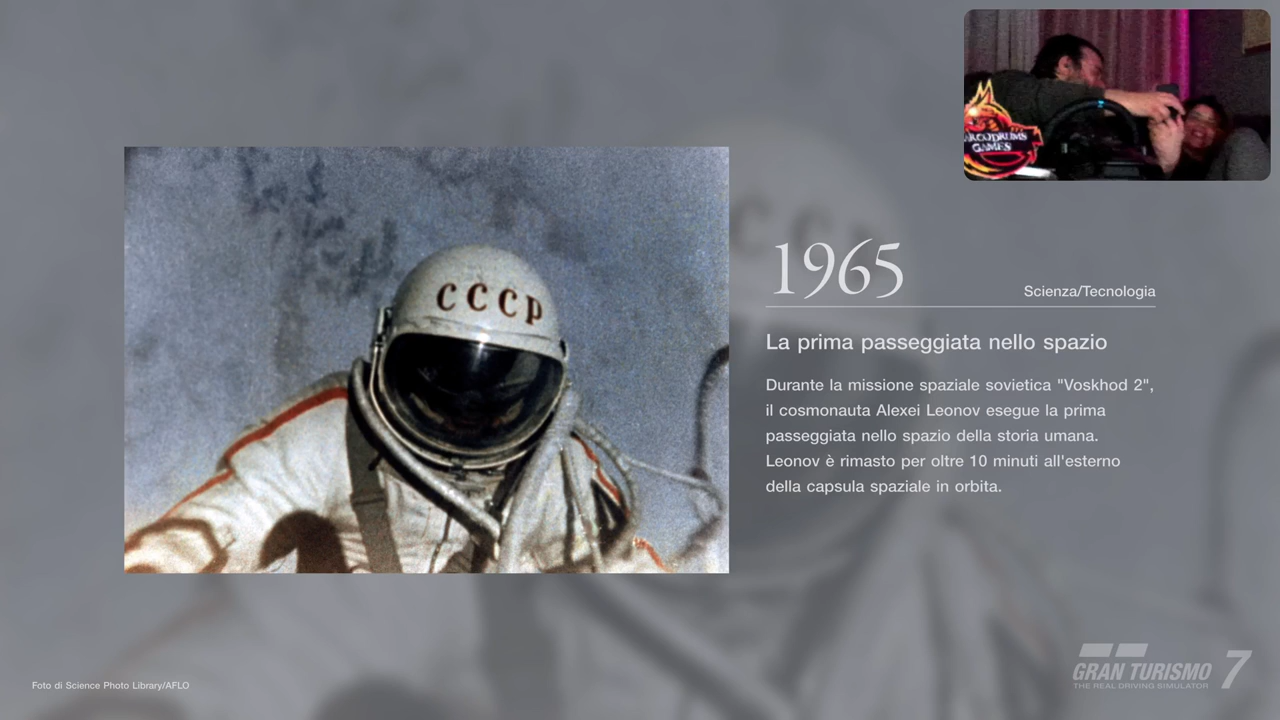 CCCP
1965
Scienza/Tecnologia
La prima passeggiata nello spazio
Durante la missione spaziale sovietica "Voskhod 2",
il cosmonauta Alexei Leonov esegue la prima
passeggiata nello spazio della storia umana.
Leonov è rimasto per oltre 10 minuti all'esterno
della capsula spaziale in orbita.
GAMES
Foto di Science Photo Library/AFLO
GRAN TURISMO 7
THE REAL DRIVING SIMULATOR